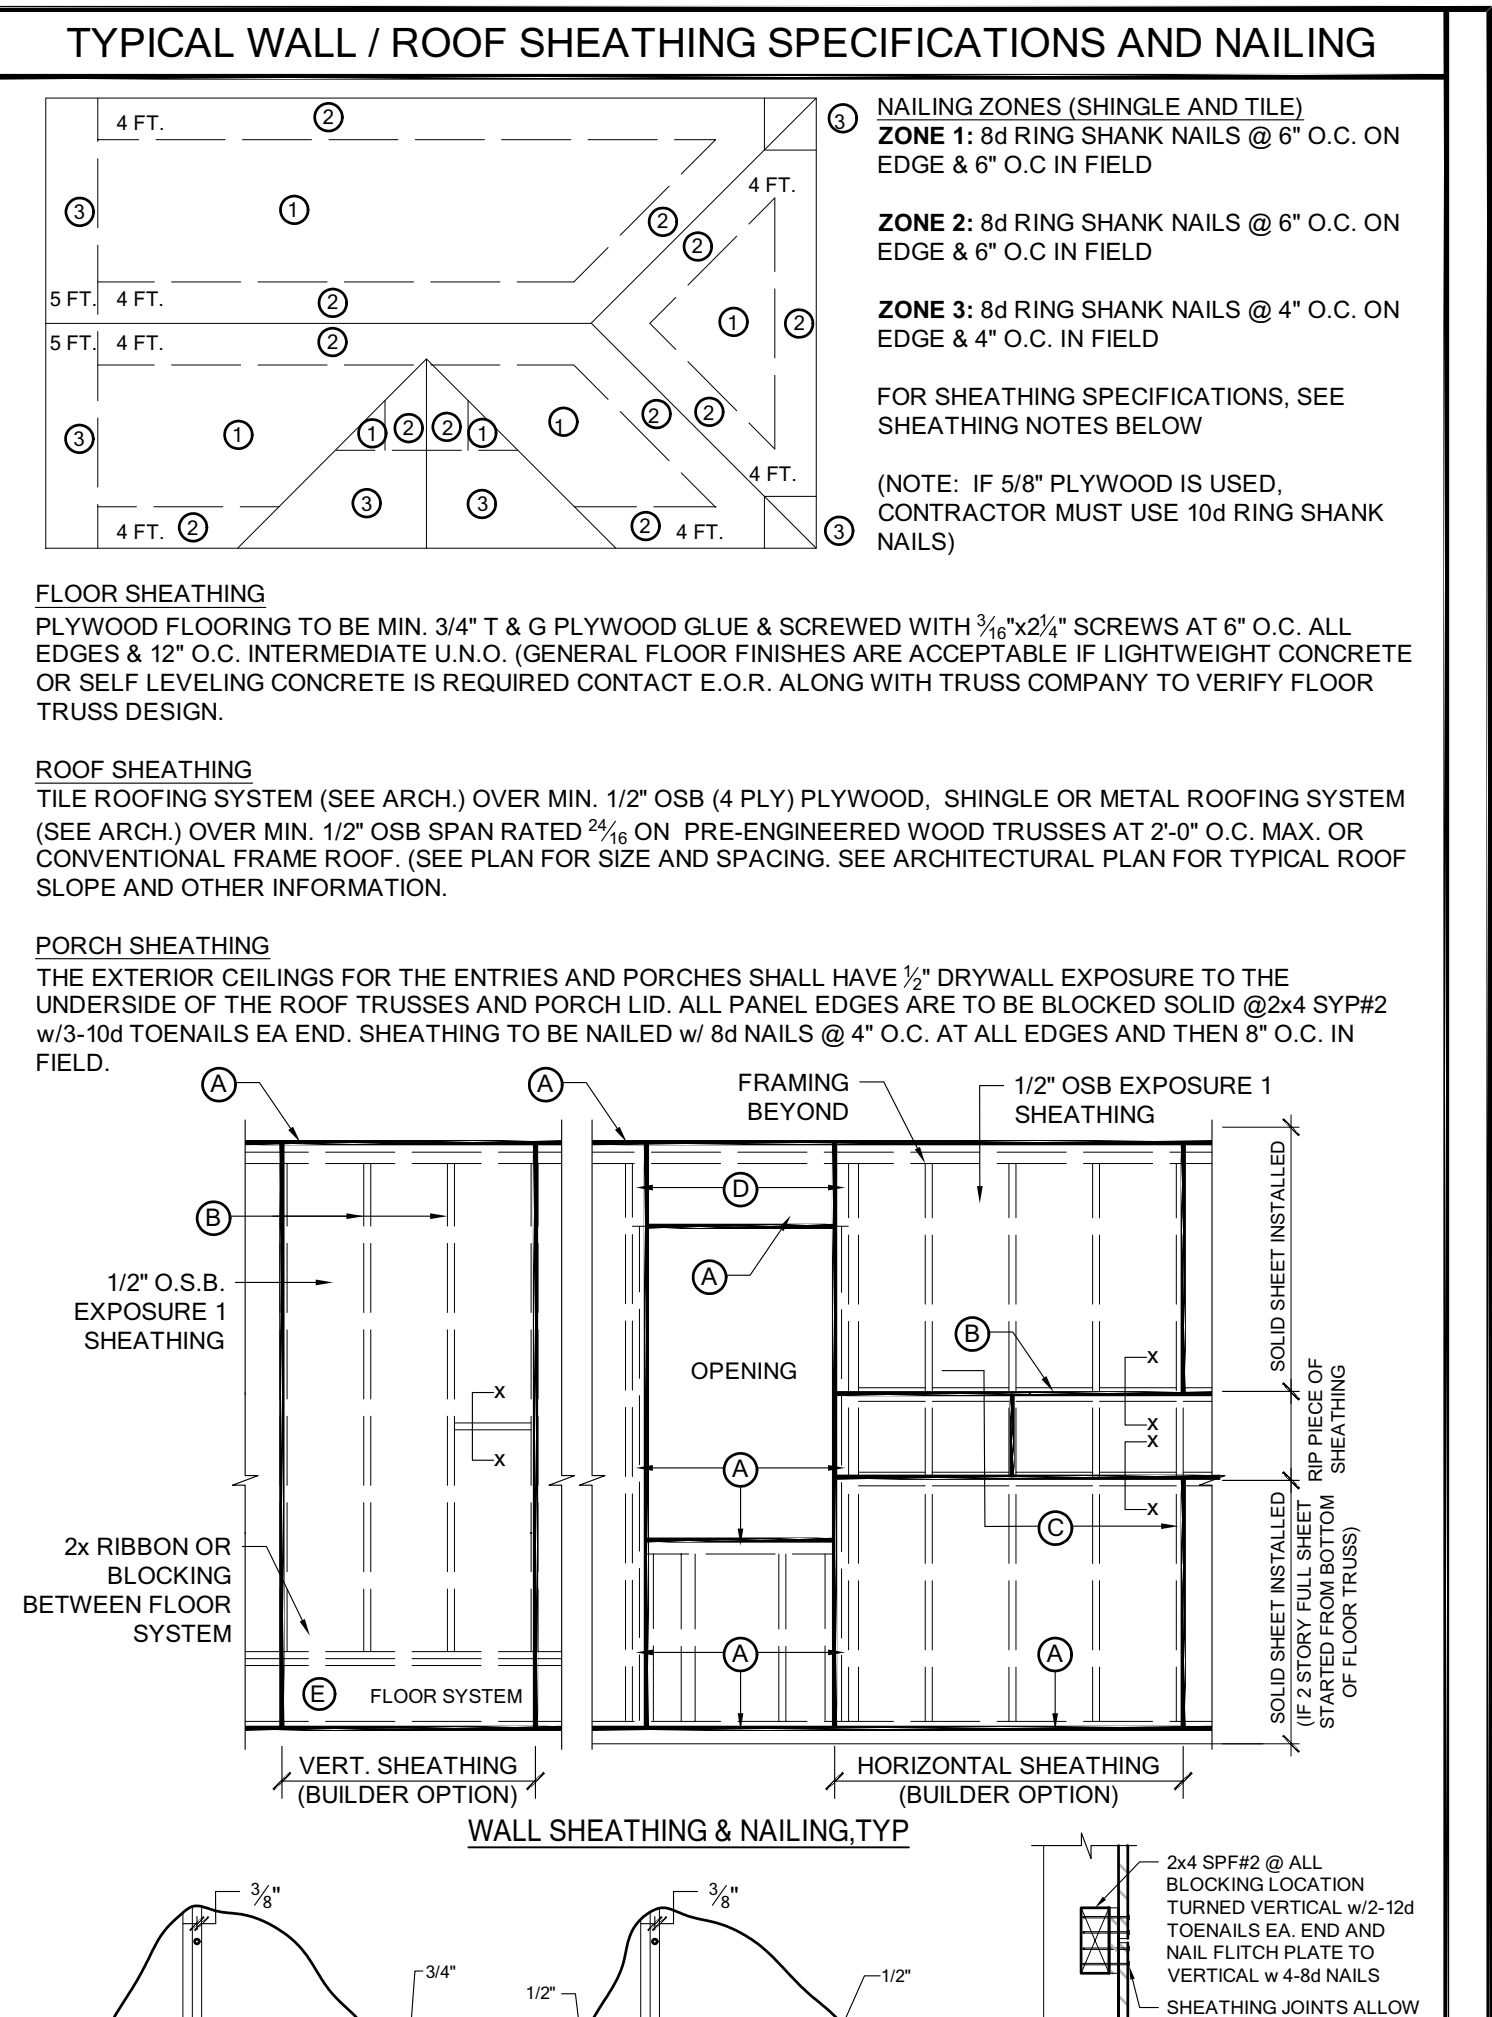 TYPICAL WALL / ROOF SHEATHING SPECIFICATIONS AND NAILING
4 FT.
2
3
3
1
4 FT.
2
2
5 FT.
4 FT.
2
1
2
5 FT.
4 FT.
2
3
1
1
2
2
1
1
2
2
4 FT.
3
3
4 FT.
2
2
4 FT.
3
NAILING ZONES (SHINGLE AND TILE)
ZONE 1: 8d RING SHANK NAILS @ 6" O.C. ON
EDGE & 6" O.C IN FIELD
ZONE 2: 8d RING SHANK NAILS @ 6" O.C. ON
EDGE & 6" O.C IN FIELD
ZONE 3: 8d RING SHANK NAILS @ 4" O.C. ON
EDGE & 4" O.C. IN FIELD
FOR SHEATHING SPECIFICATIONS, SEE
SHEATHING NOTES BELOW
(NOTE: IF 5/8" PLYWOOD IS USED,
CONTRACTOR MUST USE 10d RING SHANK
NAILS)
FLOOR SHEATHING
PLYWOOD FLOORING TO BE MIN. 3/4" T & G PLYWOOD GLUE & SCREWED WITH 3/16"x2 1/4" SCREWS AT 6" O.C. ALL
EDGES & 12" O.C. INTERMEDIATE U.N.O. (GENERAL FLOOR FINISHES ARE ACCEPTABLE IF LIGHTWEIGHT CONCRETE
OR SELF LEVELING CONCRETE IS REQUIRED CONTACT E.O.R. ALONG WITH TRUSS COMPANY TO VERIFY FLOOR
TRUSS DESIGN.
ROOF SHEATHING
TILE ROOFING SYSTEM (SEE ARCH.) OVER MIN. 1/2" OSB (4 PLY) PLYWOOD, SHINGLE OR METAL ROOFING SYSTEM
(SEE ARCH.) OVER MIN. 1/2" OSB SPAN RATED 24/16 ON PRE-ENGINEERED WOOD TRUSSES AT 2'-0" O.C. MAX. OR
CONVENTIONAL FRAME ROOF. (SEE PLAN FOR SIZE AND SPACING. SEE ARCHITECTURAL PLAN FOR TYPICAL ROOF
SLOPE AND OTHER INFORMATION.
PORCH SHEATHING
THE EXTERIOR CEILINGS FOR THE ENTRIES AND PORCHES SHALL HAVE 1/2" DRYWALL EXPOSURE TO THE
UNDERSIDE OF THE ROOF TRUSSES AND PORCH LID. ALL PANEL EDGES ARE TO BE BLOCKED SOLID @2x4 SYP#2
w/3-10d TOENAILS EA END. SHEATHING TO BE NAILED w/ 8d NAILS @ 4" O.C. AT ALL EDGES AND THEN 8" O.C. IN
FIELD.
A
A
FRAMING
BEYOND
1/2" OSB EXPOSURE 1
SHEATHING
D
B
A
1/2" O.S.B.
EXPOSURE 1
SHEATHING
OPENING
B
X
X
X
X
X
X
A
C
2x RIBBON OR
BLOCKING
BETWEEN FLOOR
SYSTEM
A
A
E
FLOOR SYSTEM
SOLID SHEET INSTALLED
RIP PIECE OF
SHEATHING
SOLID SHEET INSTALLED
(IF 2 STORY FULL SHEET
STARTED FROM BOTTOM
OF FLOOR TRUSS)
VERT. SHEATHING
(BUILDER OPTION)
HORIZONTAL SHEATHING
(BUILDER OPTION)
WALL SHEATHING & NAILING,TYP
3/8"
3/4"
3/8"
1/2"
1/2"
2x4 SPF#2 @ ALL
BLOCKING LOCATION
TURNED VERTICAL w/2-12d
TOENAILS EA. END AND
NAIL FLITCH PLATE TO
VERTICAL w 4-8d NAILS
SHEATHING JOINTS ALLOW